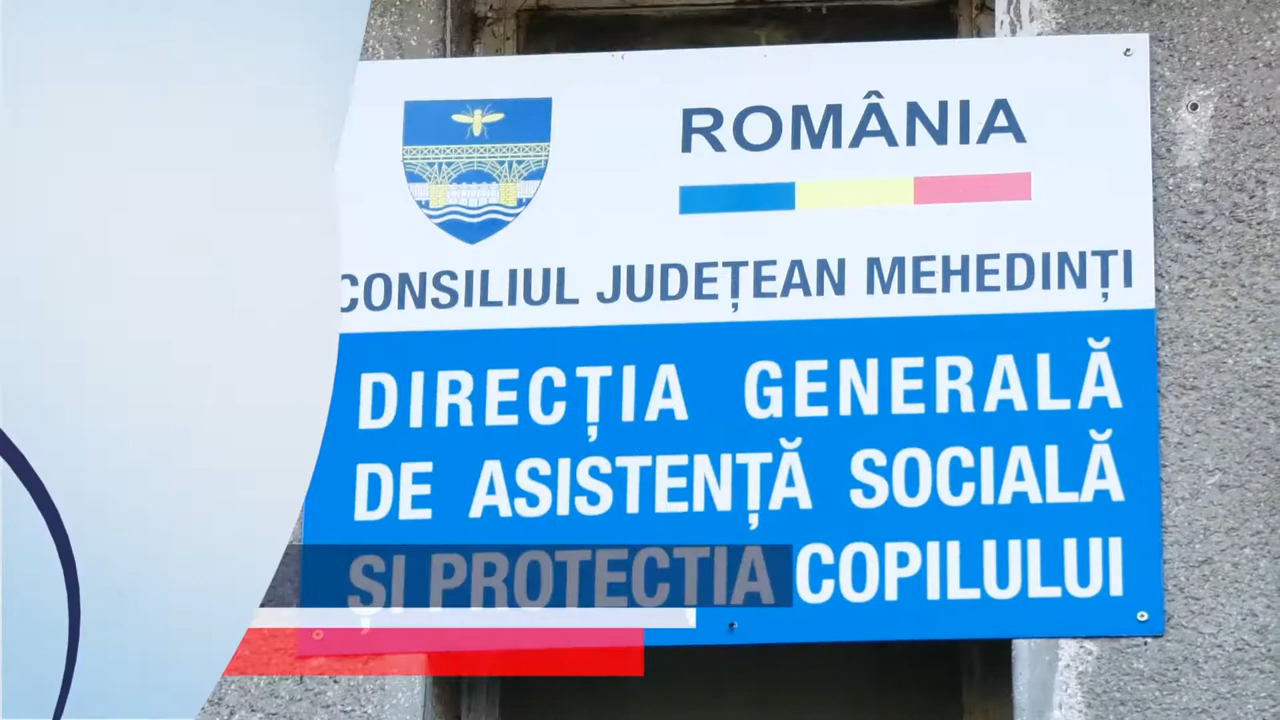 ROMÂNIA
CONSILIUL JUDEȚEAN MEHEDINȚI
DIRECȚIA GENERALĂ
DE ASISTENȚĂ SOCIALĂ
ȘI PROTECȚIA COPILULUI